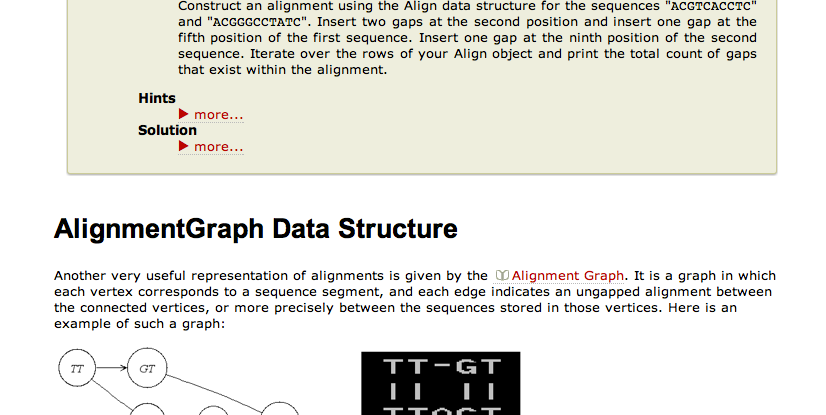 Construct an alignment using the Align data structure for the sequences "ACGTCACCTC"
and "ACGGGCCTATC". Insert two gaps at the second position and insert one gap at the
fifth position of the first sequence. Insert one gap at the ninth position of the second
sequence. Iterate over the rows of your Align object and print the total count of gaps
that exist within the alignment.
Hints
more...
Solution
more...
AlignmentGraph Data Structure
Another very useful representation of alignments is given by the Alignment Graph. It is a graph in which
each vertex corresponds to a sequence segment, and each edge indicates an ungapped alignment between
the connected vertices, or more precisely between the sequences stored in those vertices. Here is an
example of such a graph:
TT GT
TT-GT
|| ||